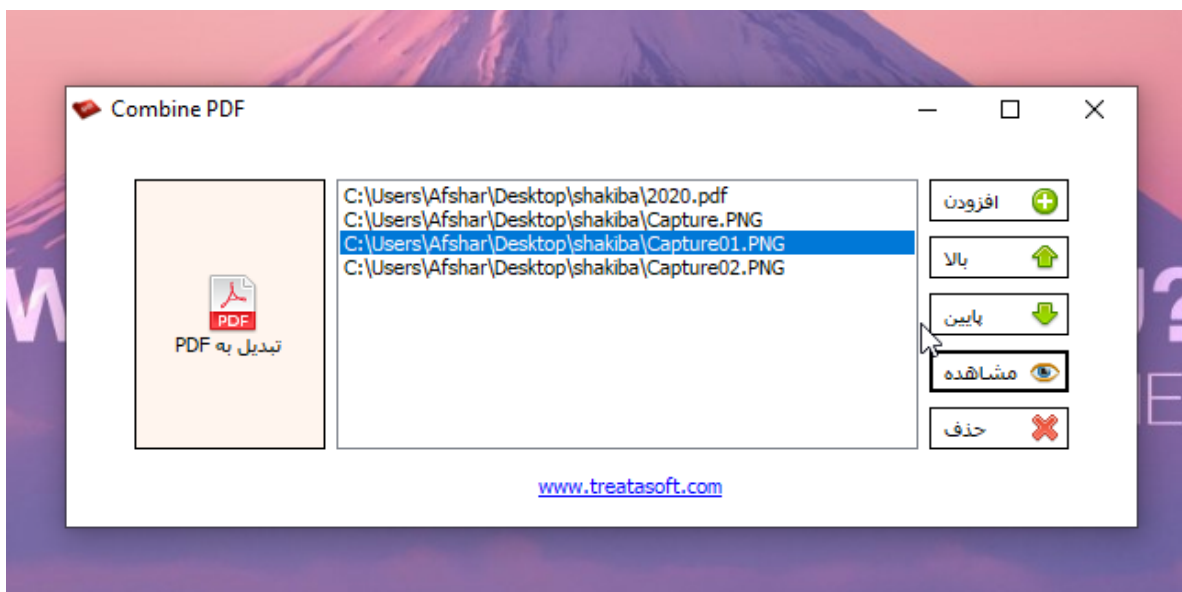 Combine PDF
C:\Users\Afshar\Desktop\shakiba\2020.pdf
C:\Users\Afshar\Desktop\shakiba\Capture.PNG
C:\Users\Afshar\Desktop\shakiba\Capture01.PNG
C:\Users\Afshar\Desktop\shakiba\Capture02.PNG
افزودن
بالا
پایین
مشاهده
حذف
PDF
تبدیل به PDF
www.treatasoft.com